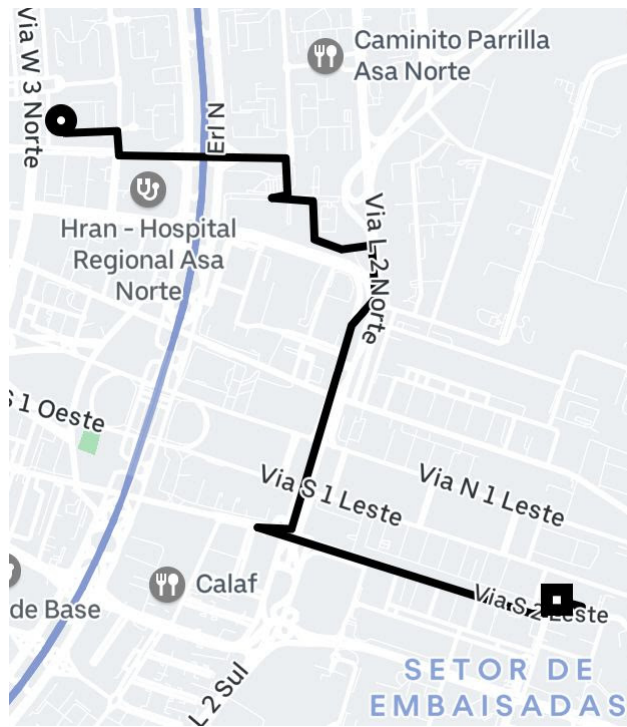 Via W 3 Norte
Caminito Parrilla
Asa Norte
Erl N
Hran - Hospital
Regional Asa
Norte
Via L 2 Norte
S 1 Oeste
Via S 1 Leste
Via N 1 Leste
Calaf
de Base
Via S 2 Leste
L 2 Sul
SETOR DE
EMBAISADAS